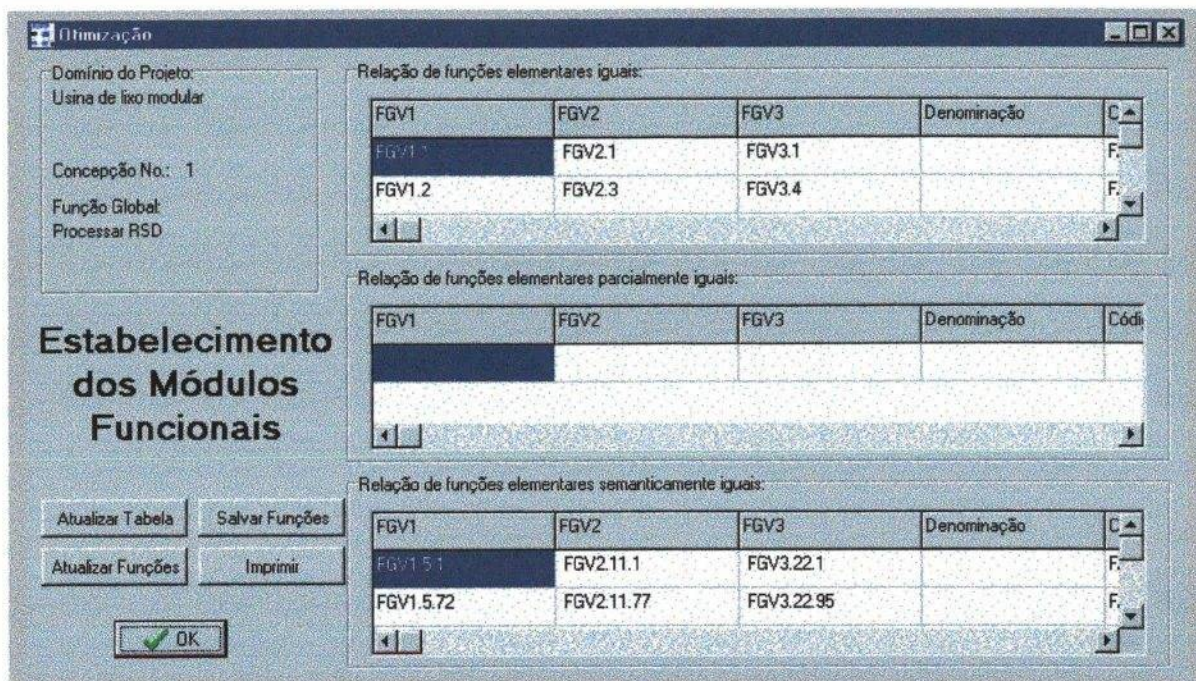 Otimização
Domínio do Projeto:
Usina de lixo modular
Concepção No.: 1
Função Global:
Processar RSD
Estabelecimento
dos Módulos
Funcionais
Atualizar Tabela Salvar Funções
Atualizar Funções Imprimir
OK
Relação de funções elementares iguais:
FGV1 FGV2 FGV3 Denominação C
FGV2.1 FGV3.1 F.
FGV1.2 FGV2.3 FGV3.4 F.
Relação de funções elementares parcialmente iguais:
FGV1 FGV2 FGV3 Denominação Códi
Relação de funções elementares semanticamente iguais:
FGV1 FGV2 FGV3 Denominação C
FGV1.5.1 FGV2.11.1 FGV3.22.1 F.
FGV1.5.72 FGV2.11.77 FGV3.22.95 F.